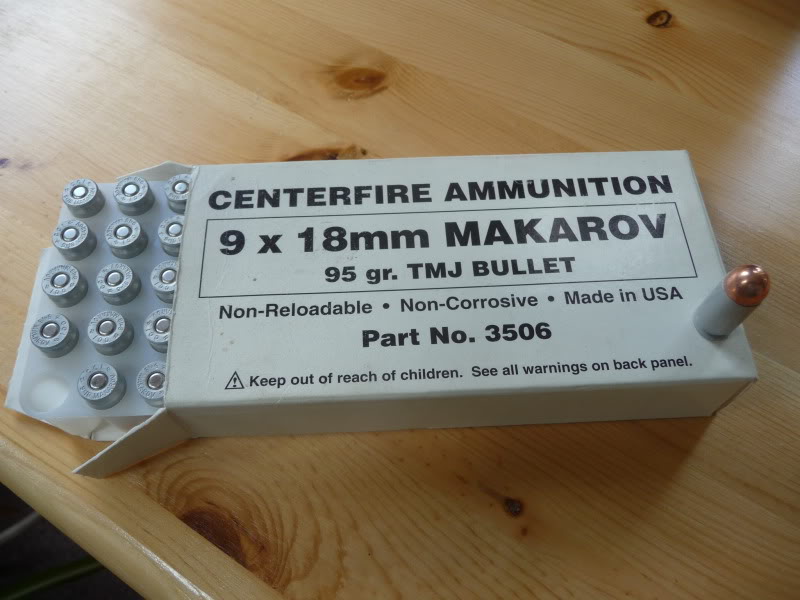 CENTERFIRE AMMUNITION
9 x 18mm MAKAROV
95 gr. TMJ BULLET
Non-Reloadable • Non-Corrosive • Made in USA
Part No. 3506
⚠ Keep out of reach of children. See all warnings on back panel.